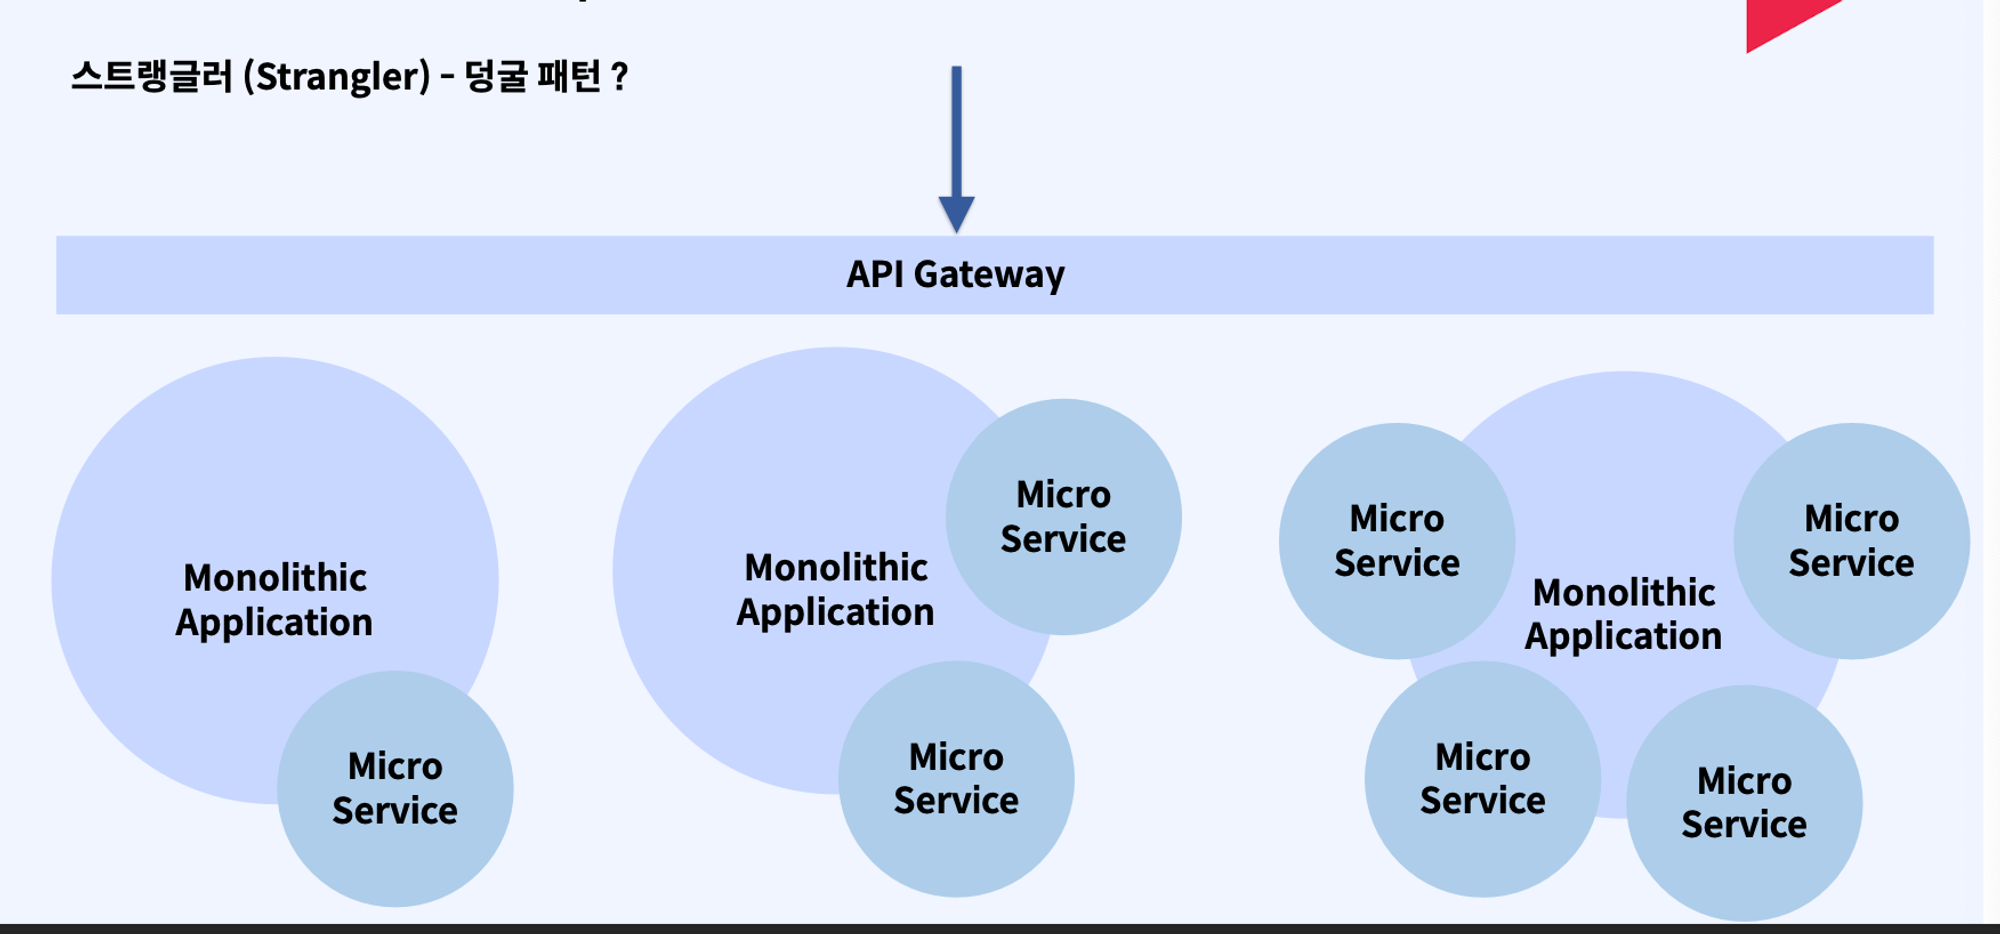 스트랭글러 (Strangler) - 덩굴 패턴 ?
API Gateway
Monolithic
Application
Micro
Service
Monolithic
Application
Micro
Service
Micro
Service
Monolithic
Application
Micro
Service
Micro
Service
Micro
Service
Micro
Service